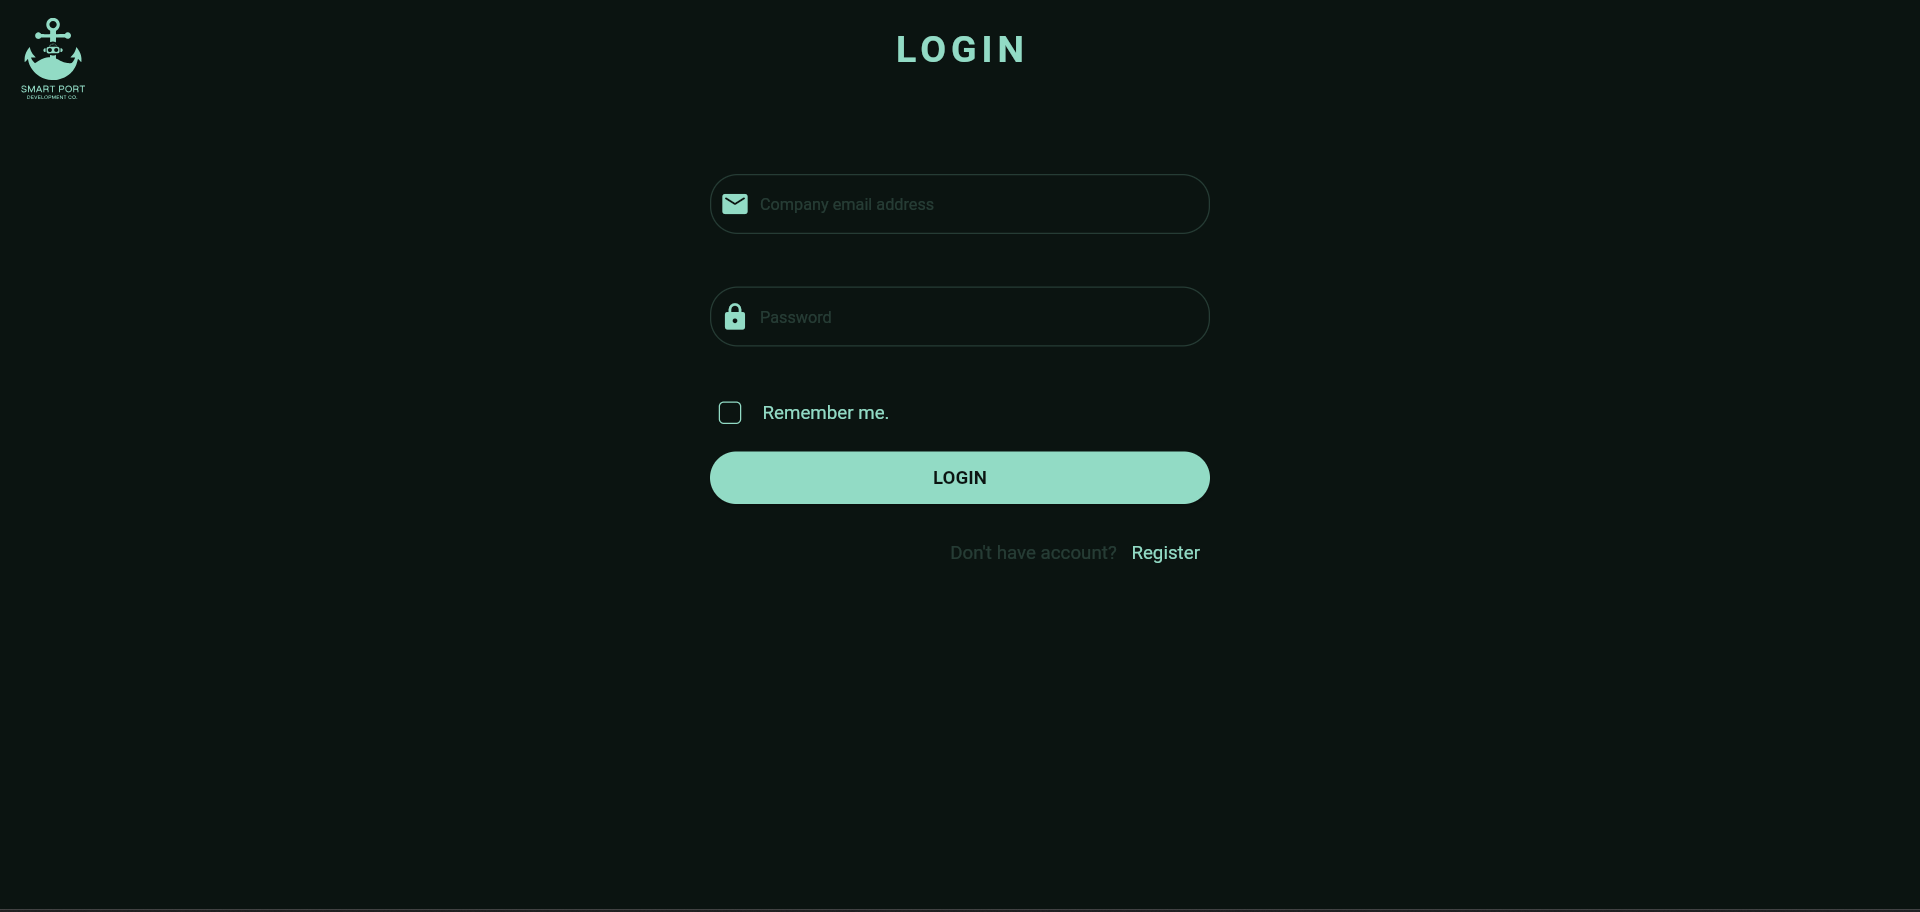 SMART PORT
DEVELOPMENT CO.
LOGIN
Company email address
Password
Remember me.
LOGIN
Don't have account? Register